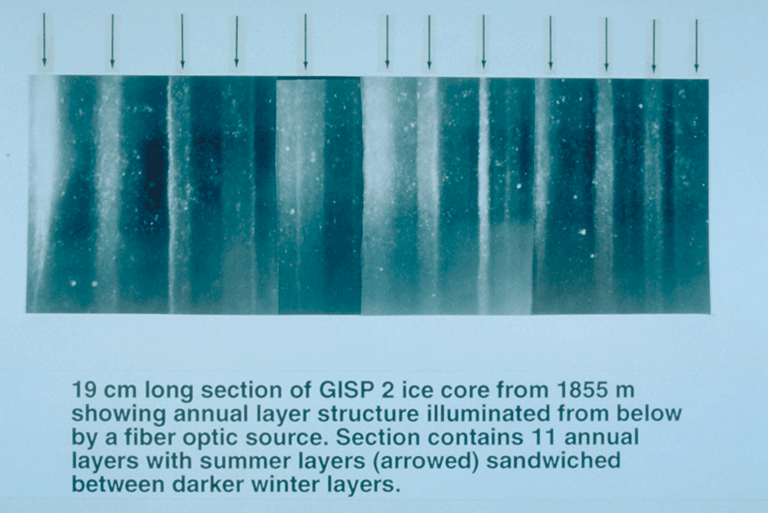 19 cm long section of GISP 2 ice core from 1855 m
showing annual layer structure illuminated from below
by a fiber optic source. Section contains 11 annual
layers with summer layers (arrowed) sandwiched
between darker winter layers.